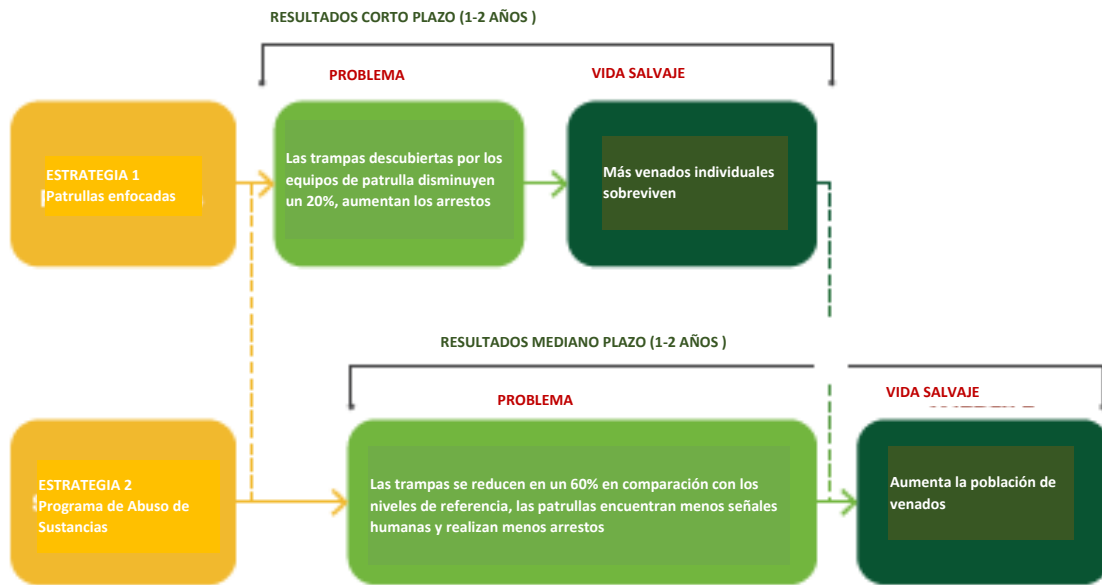 RESULTADOS CORTO PLAZO (1-2 AÑOS )
PROBLEMA
VIDA SALVAJE
ESTRATEGIA 1
Patrullas enfocadas
Las trampas descubiertas por los
equipos de patrulla disminuyen
un 20%, aumentan los arrestos
Más venados individuales
sobreviven
RESULTADOS MEDIANO PLAZO (1-2 AÑOS )
PROBLEMA
VIDA SALVAJE
ESTRATEGIA 2
Programa de Abuso de
Sustancias
Las trampas se reducen en un 60% en comparación con los
niveles de referencia, las patrullas encuentran menos señales
humanas y realizan menos arrestos
Aumenta la población de
venados